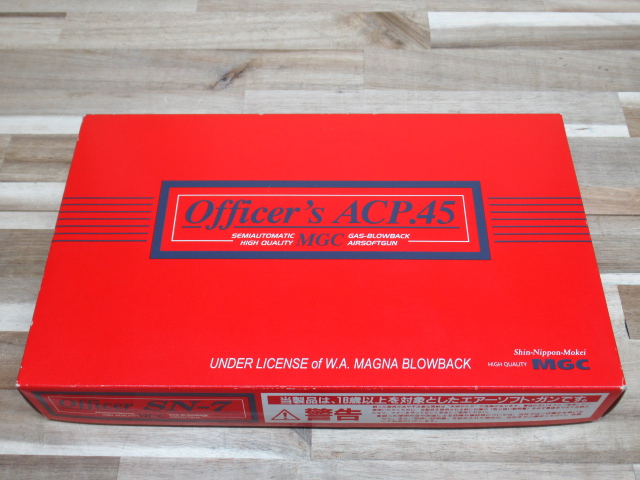 Officer's ACP.45
SEMIAUTOMATIC
HIGH QUALITY
MGC
GAS-BLOWBACK
AIRSOFTGUN
UNDER LICENSE of W.A. MAGNA BLOWBACK
Shin-Nippon-Mokei
HIGH QUALITY MGC
Officer SN-7
当製品は、18歳以上を対象としたエアーソフト・ガンです。
警告